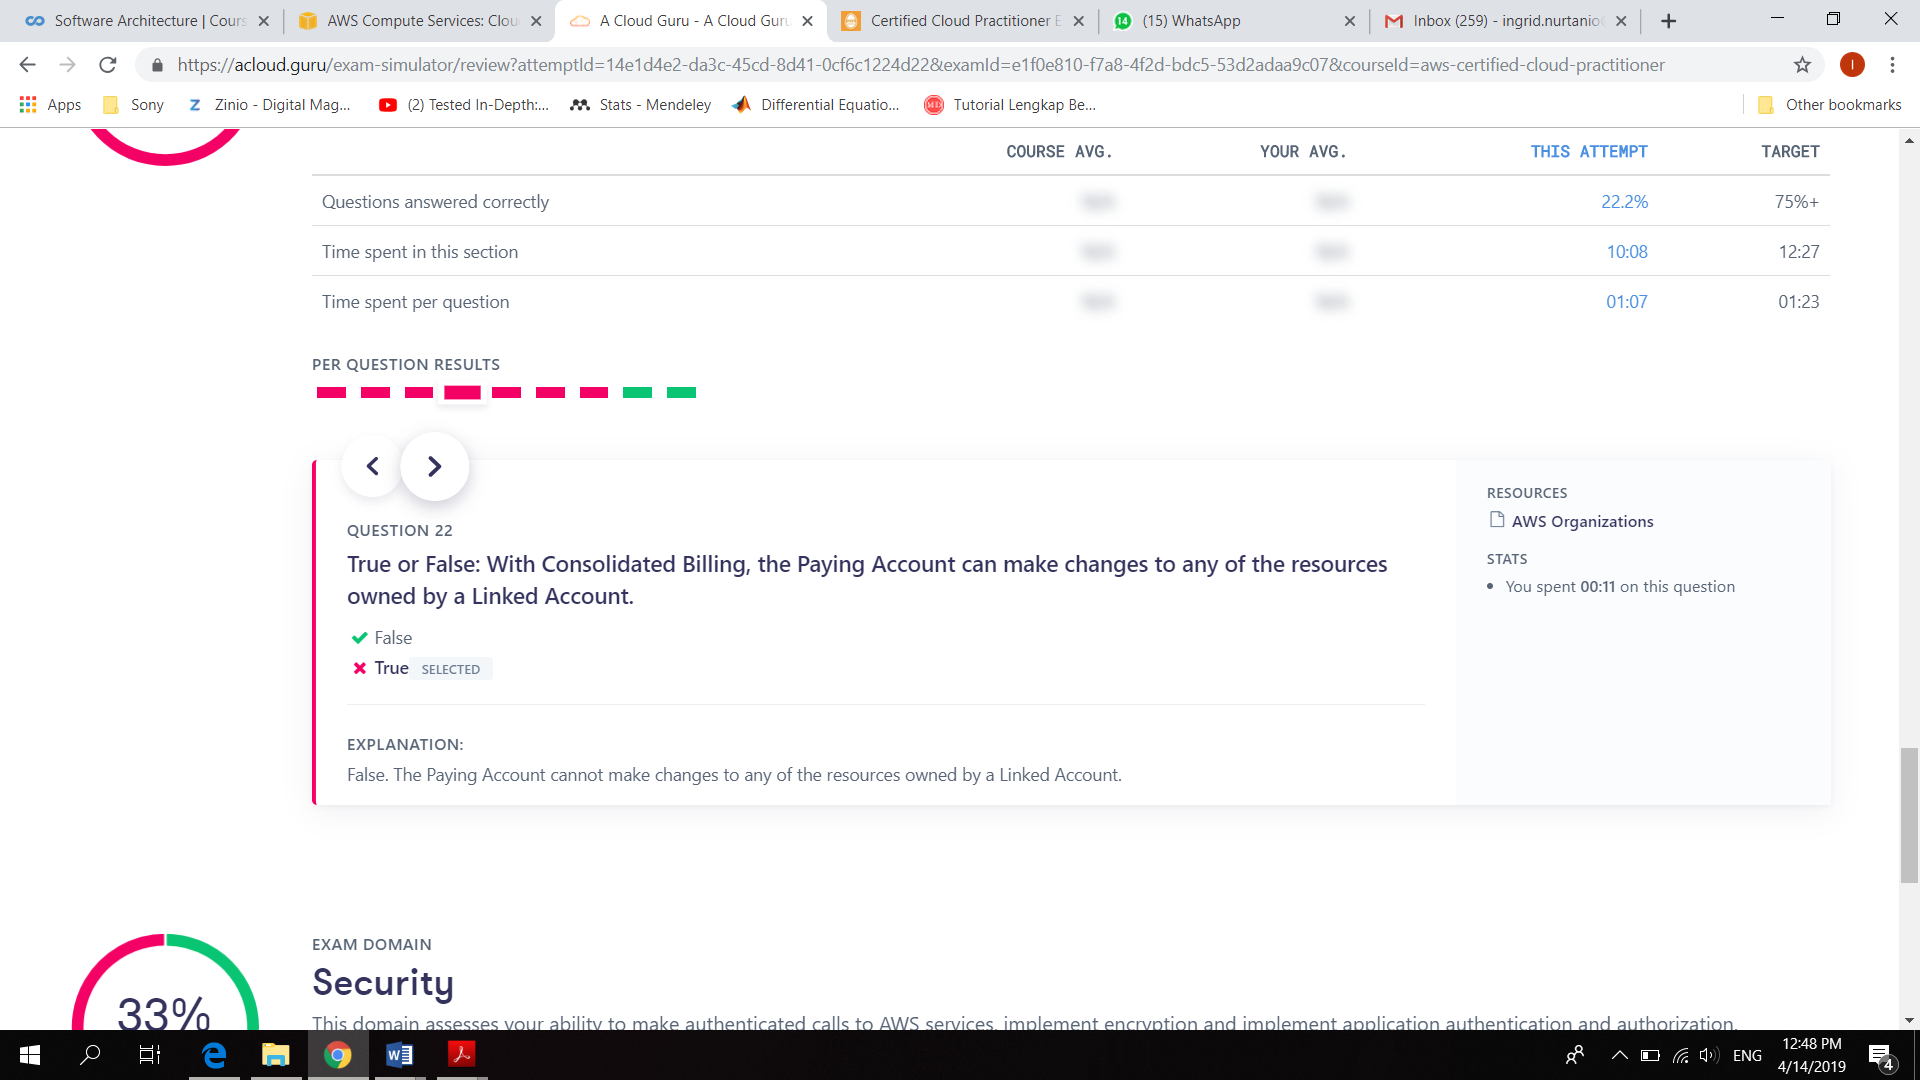 Software Architecture | Cours
AWS Compute Services: Clou
A Cloud Guru - A Cloud Guru
Certified Cloud Practitioner E
14
(15) WhatsApp
Inbox (259) - ingrid.nurtanio
https://acloud.guru/exam-simulator/review?attemptId=14e1d4e2-da3c-45cd-8d41-0cf6c1224d22&examId=e1f0e810-f7a8-4f2d-bdc5-53d2adaa9c07&courseId=aws-certified-cloud-practitioner
I
Apps
Sony
Z Zinio - Digital Mag...
(2) Tested In-Depth:...
Stats - Mendeley
Differential Equatio...
Tutorial Lengkap Be...
Other bookmarks
COURSE AVG. YOUR AVG. THIS ATTEMPT TARGET
Questions answered correctly 22.2% 75%+
Time spent in this section 10:08 12:27
Time spent per question 01:07 01:23
PER QUESTION RESULTS
QUESTION 22
True or False: With Consolidated Billing, the Paying Account can make changes to any of the resources
owned by a Linked Account.
False
True SELECTED
EXPLANATION:
False. The Paying Account cannot make changes to any of the resources owned by a Linked Account.
RESOURCES
AWS Organizations
STATS
You spent 00:11 on this question
33%
EXAM DOMAIN
Security
This domain assesses your ability to make authenticated calls to AWS services, implement encryption and implement application authentication and authorization.
ENG
12:48 PM
4/14/2019
4